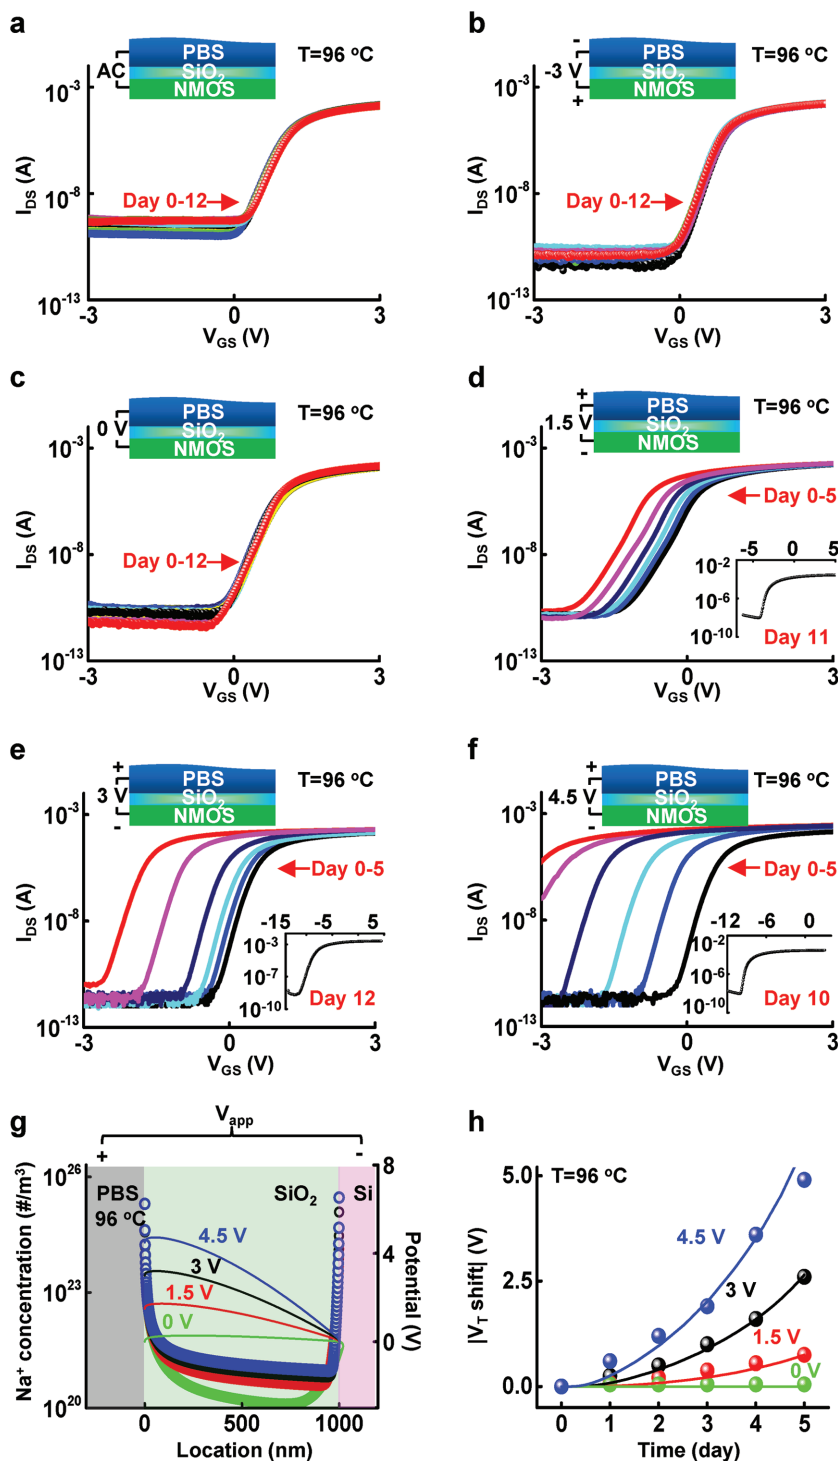 a
PBS
SiO2
NMOS
AC
T=96 °C
10-3
10-8
10-13
IDS (A)
Day 0-12
-3 0 3
VGS (V)
b
-
-3 V
+
PBS
SiO2
NMOS
T=96 °C
10-3
10-8
10-13
IDS (A)
Day 0-12
-3 0 3
VGS (V)
c
0 V
PBS
SiO2
NMOS
T=96 °C
10-3
10-8
10-13
IDS (A)
Day 0-12
-3 0 3
VGS (V)
d
+
1.5 V
-
PBS
SiO2
NMOS
T=96 °C
10-3
10-8
10-13
IDS (A)
Day 0-5
-5 0 5
10-2
10-6
10-10
Day 11
-3 0 3
VGS (V)
e
+
3 V
-
PBS
SiO2
NMOS
T=96 °C
10-3
10-8
10-13
IDS (A)
Day 0-5
-15 -5 5
10-3
10-7
10-10
Day 12
-3 0 3
VGS (V)
f
+
4.5 V
-
PBS
SiO2
NMOS
T=96 °C
10-3
10-8
10-13
IDS (A)
Day 0-5
-12 -6 0
10-2
10-6
10-10
Day 10
-3 0 3
VGS (V)
g
Vapp
+ -
PBS
96 °C
SiO2
Si
4.5 V
3 V
1.5 V
0 V
1026
1023
1020
Na+ concentration (#/m3)
8
4
0
Potential (V)
0 500 1000
Location (nm)
h
T=96 °C
5.0
2.5
0.0
|VT shift| (V)
4.5 V
3 V
1.5 V
0 V
0 1 2 3 4 5
Time (day)